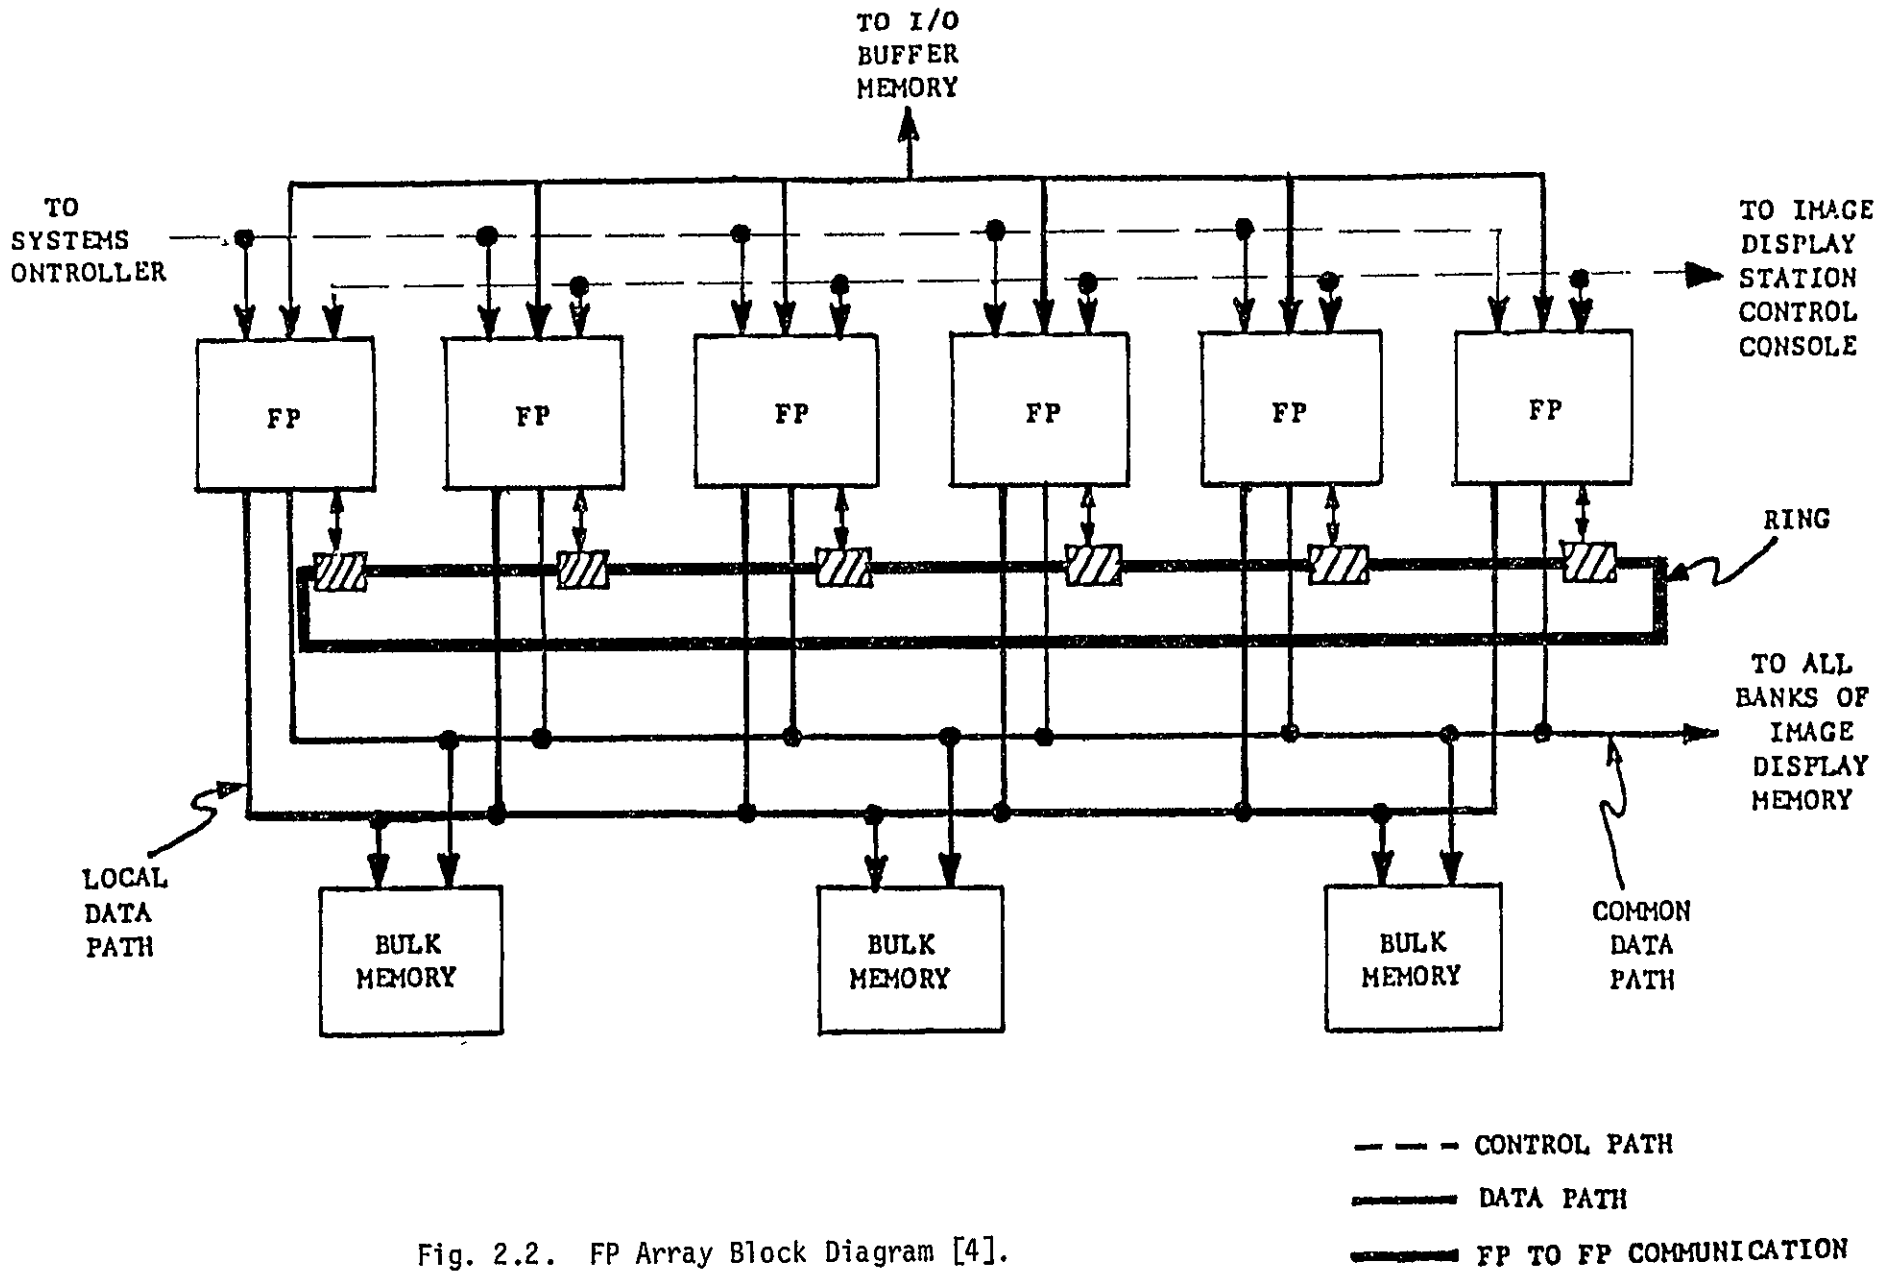 TO I/O
BUFFER
MEMORY
TO
SYSTEMS
ONTROLLER
TO IMAGE
DISPLAY
STATION
CONTROL
CONSOLE
FP
FP
FP
FP
FP
FP
RING
TO ALL
BANKS OF
IMAGE
DISPLAY
MEMORY
LOCAL
DATA
PATH
BULK
MEMORY
BULK
MEMORY
BULK
MEMORY
COMMON
DATA
PATH
CONTROL PATH
DATA PATH
FP TO FP COMMUNICATION
Fig. 2.2. FP Array Block Diagram [4].